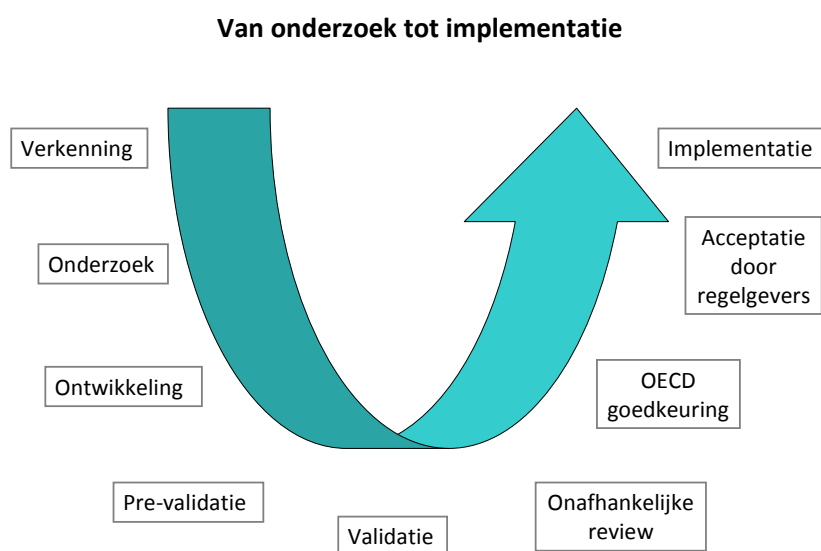 Van onderzoek tot implementatie
Verkenning
Onderzoek
Ontwikkeling
Pre-validatie
Validatie
Onafhankelijke
review
OECD
goedkeuring
Acceptatie
door
regelgevers
Implementatie